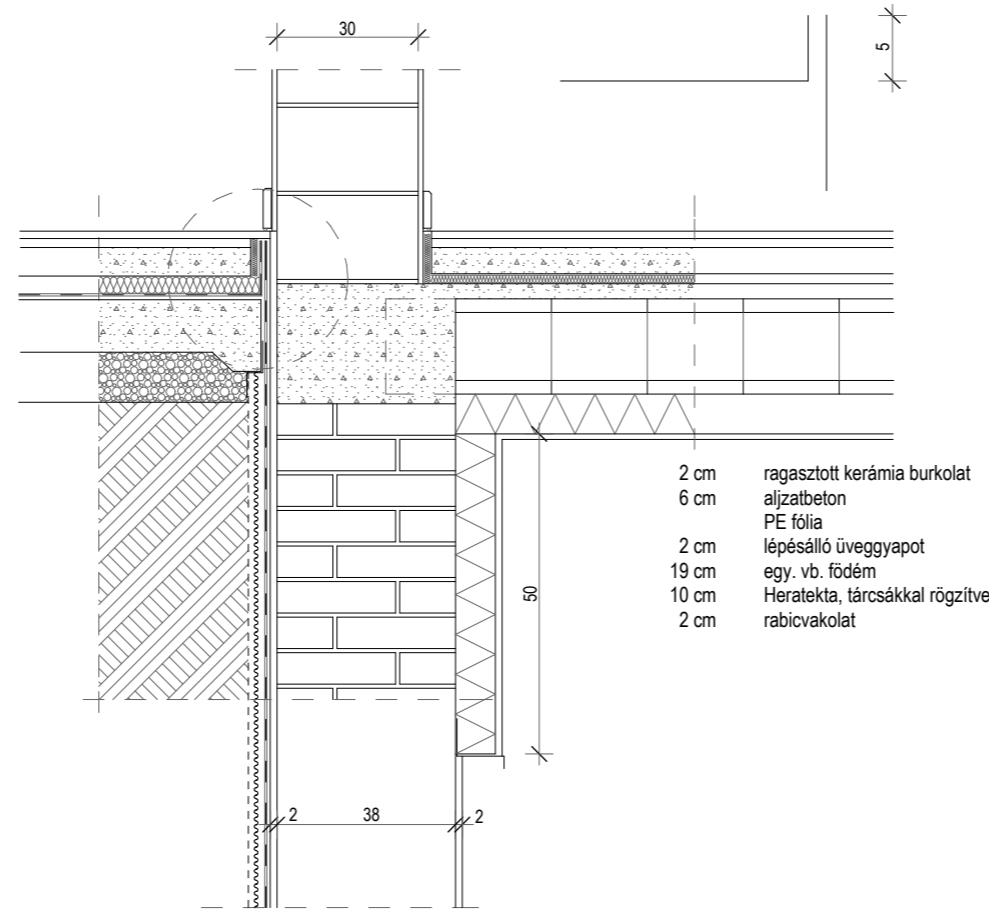 30
5
2 cm ragasztott kerámia burkolat
6 cm aljzatbeton
PE fólia
2 cm lépésálló üveggyapot
19 cm egy. vb. födém
10 cm Heratekta, tárcsákkal rögzítve
2 cm rabicvakolat
50
2 38 2